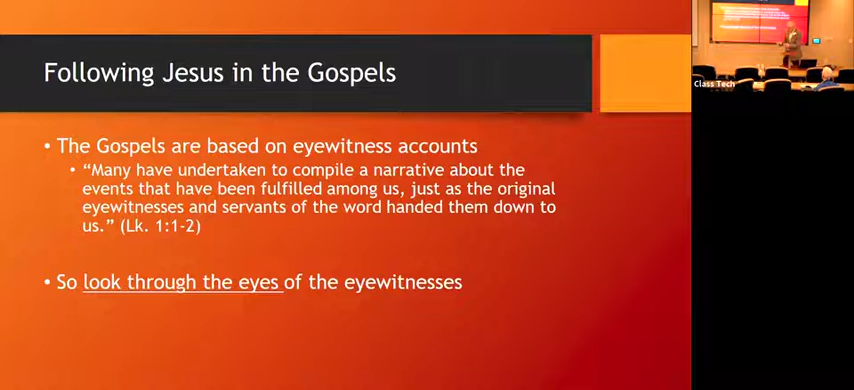 Following Jesus in the Gospels
• The Gospels are based on eyewitness accounts
• “Many have undertaken to compile a narrative about the
events that have been fulfilled among us, just as the original
eyewitnesses and servants of the word handed them down to
us.” (Lk. 1:1-2)
• So look through the eyes of the eyewitnesses
Class Tech